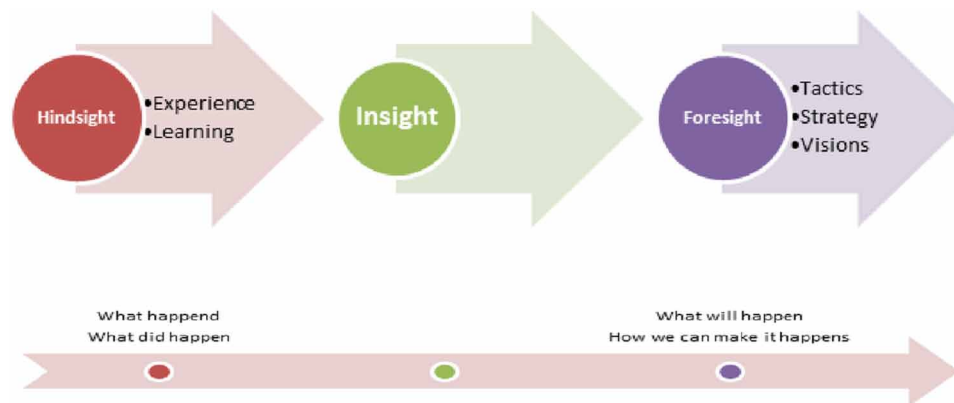 Hindsight
•Experience
•Learning
Insight
Foresight
•Tactics
•Strategy
•Visions
What happend
What did happen
What will happen
How we can make it happens